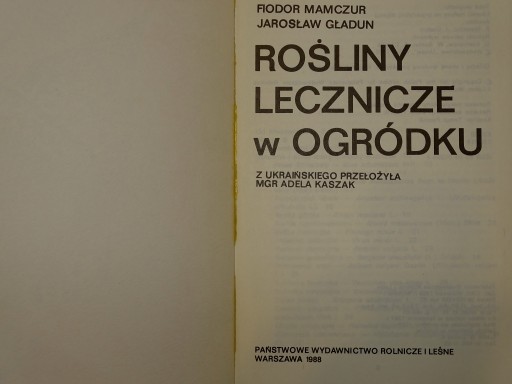 FIODOR MAMCZUR
JAROSŁAW GŁADUN
ROŚLINY
LECZNICZE
w OGRÓDKU
Z UKRAIŃSKIEGO PRZEŁOŻYŁA
MGR ADELA KASZAK
PAŃSTWOWE WYDAWNICTWO ROLNICZE I LEŚNE
WARSZAWA 1988